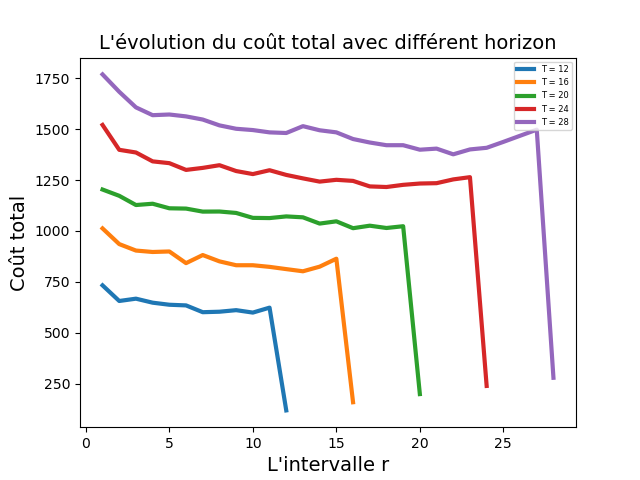 L'évolution du coût total avec différent horizon
Coût total
1750
1500
1250
1000
750
500
250
T = 12
T = 16
T = 20
T = 24
T = 28
0
5
10
15
20
25
L'intervalle r